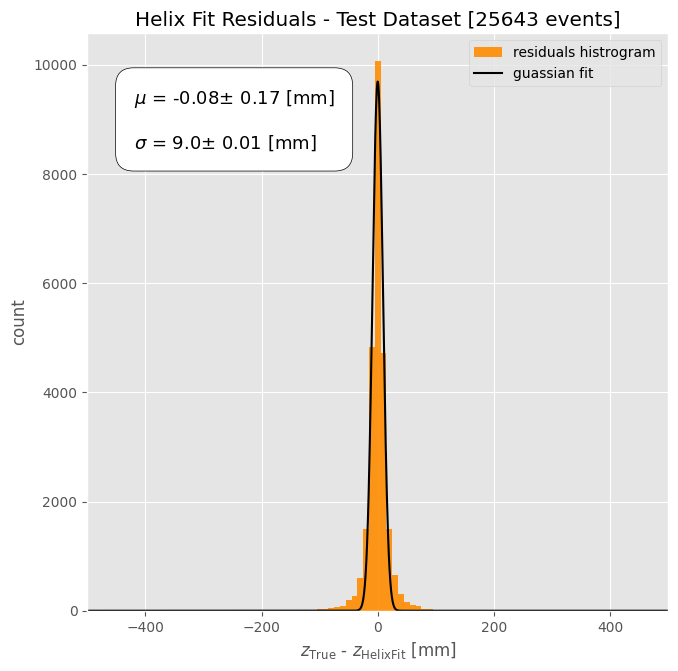 Helix Fit Residuals - Test Dataset [25643 events]
residuals histrogram
guassian fit
μ = -0.08± 0.17 [mm]
σ = 9.0± 0.01 [mm]
count
10000
8000
6000
4000
2000
0
−400 −200 0 200 400
zTrue - zHelixFit [mm]